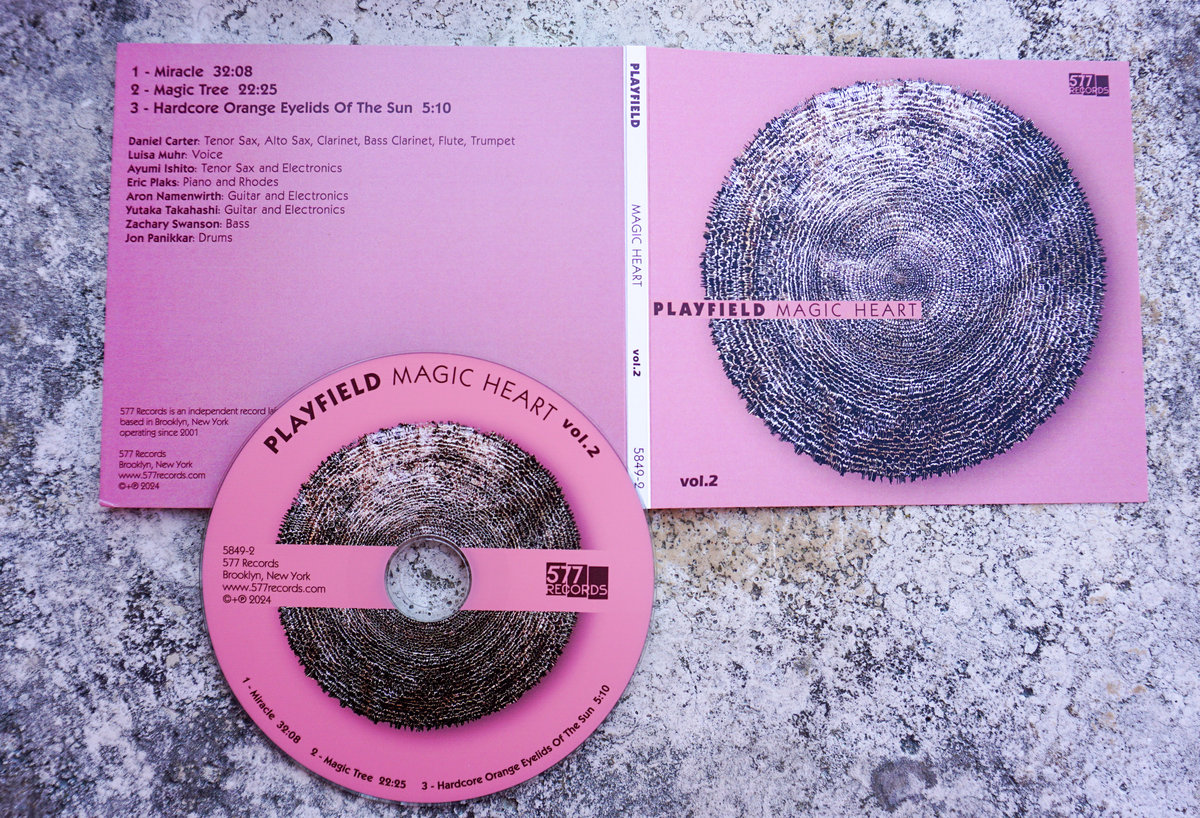 1 - Miracle 32:08
2 - Magic Tree 22:25
3 - Hardcore Orange Eyelids Of The Sun 5:10
Daniel Carter: Tenor Sax, Alto Sax, Clarinet, Bass Clarinet, Flute, Trumpet
Luisa Muhr: Voice
Ayumi Ishito: Tenor Sax and Electronics
Eric Plaks: Piano and Rhodes
Aron Namenwirth: Guitar and Electronics
Yutaka Takahashi: Guitar and Electronics
Zachary Swanson: Bass
Jon Panikkar: Drums
577 Records is an independent record
based in Brooklyn, New York
operating since 2001
577 Records
Brooklyn, New York
www.577records.com
©+℗ 2024
PLAYFIELD MAGIC HEART vol.2 5849-2
577
RECORDS
PLAYFIELD MAGIC HEART
vol.2
PLAYFIELD MAGIC HEART vol.2
5849-2
577 Records
Brooklyn, New York
www.577records.com
©+℗ 2024
577
RECORDS
1 - Miracle 32:08 2 - Magic Tree 22:25 3 - Hardcore Orange Eyelids Of The Sun 5:10